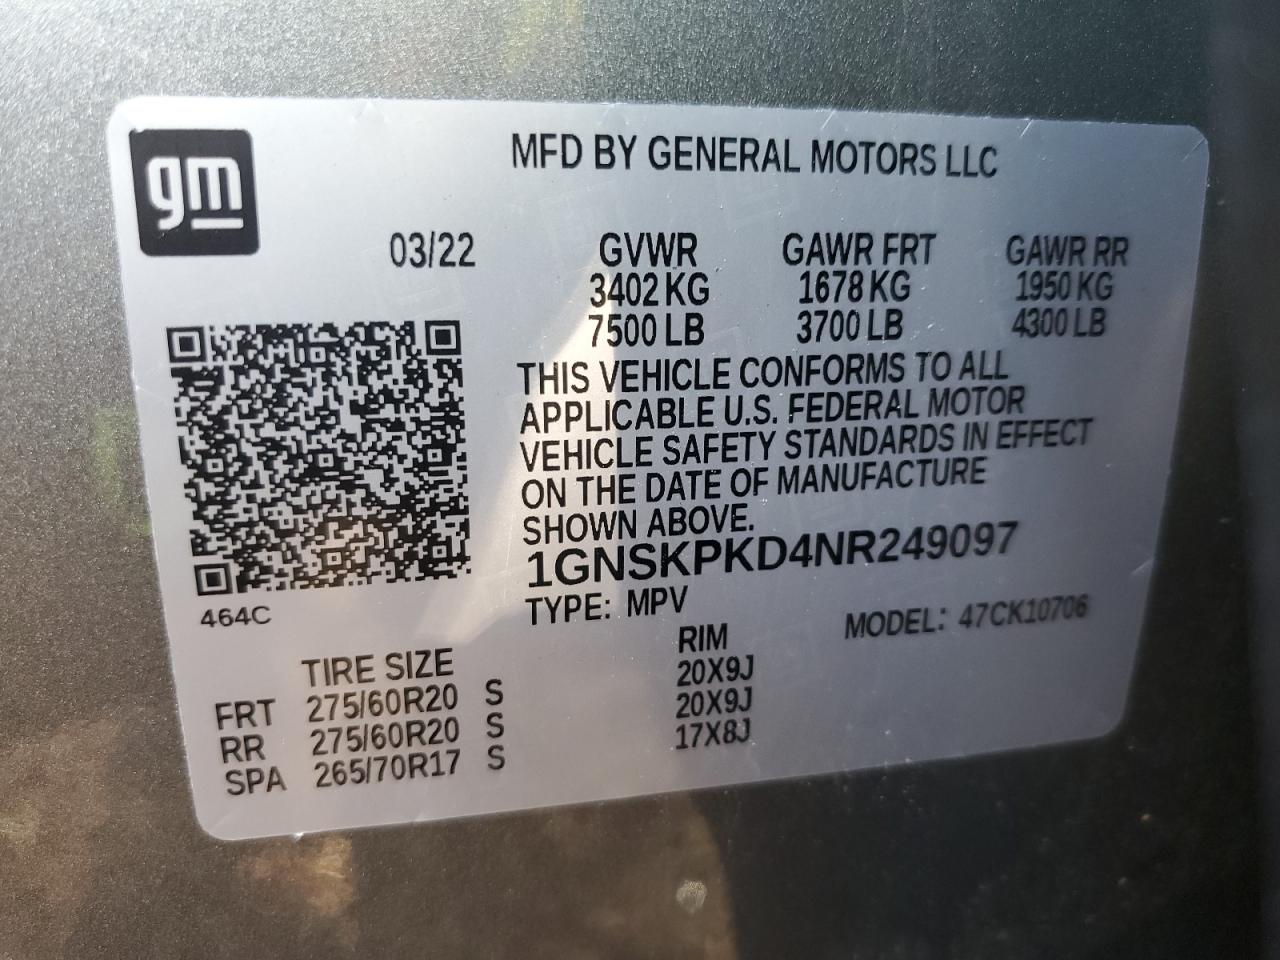 gm
MFD BY GENERAL MOTORS LLC
03/22 GVWR GAWR FRT GAWR RR
3402 KG 1678 KG 1950 KG
7500 LB 3700 LB 4300 LB
THIS VEHICLE CONFORMS TO ALL
APPLICABLE U.S. FEDERAL MOTOR
VEHICLE SAFETY STANDARDS IN EFFECT
ON THE DATE OF MANUFACTURE
SHOWN ABOVE.
1GNSKPKD4NR249097
464C
TYPE: MPV MODEL: 47CK10706
TIRE SIZE RIM
FRT 275/60R20 S 20X9J
RR 275/60R20 S 20X9J
SPA 265/70R17 S 17X8J